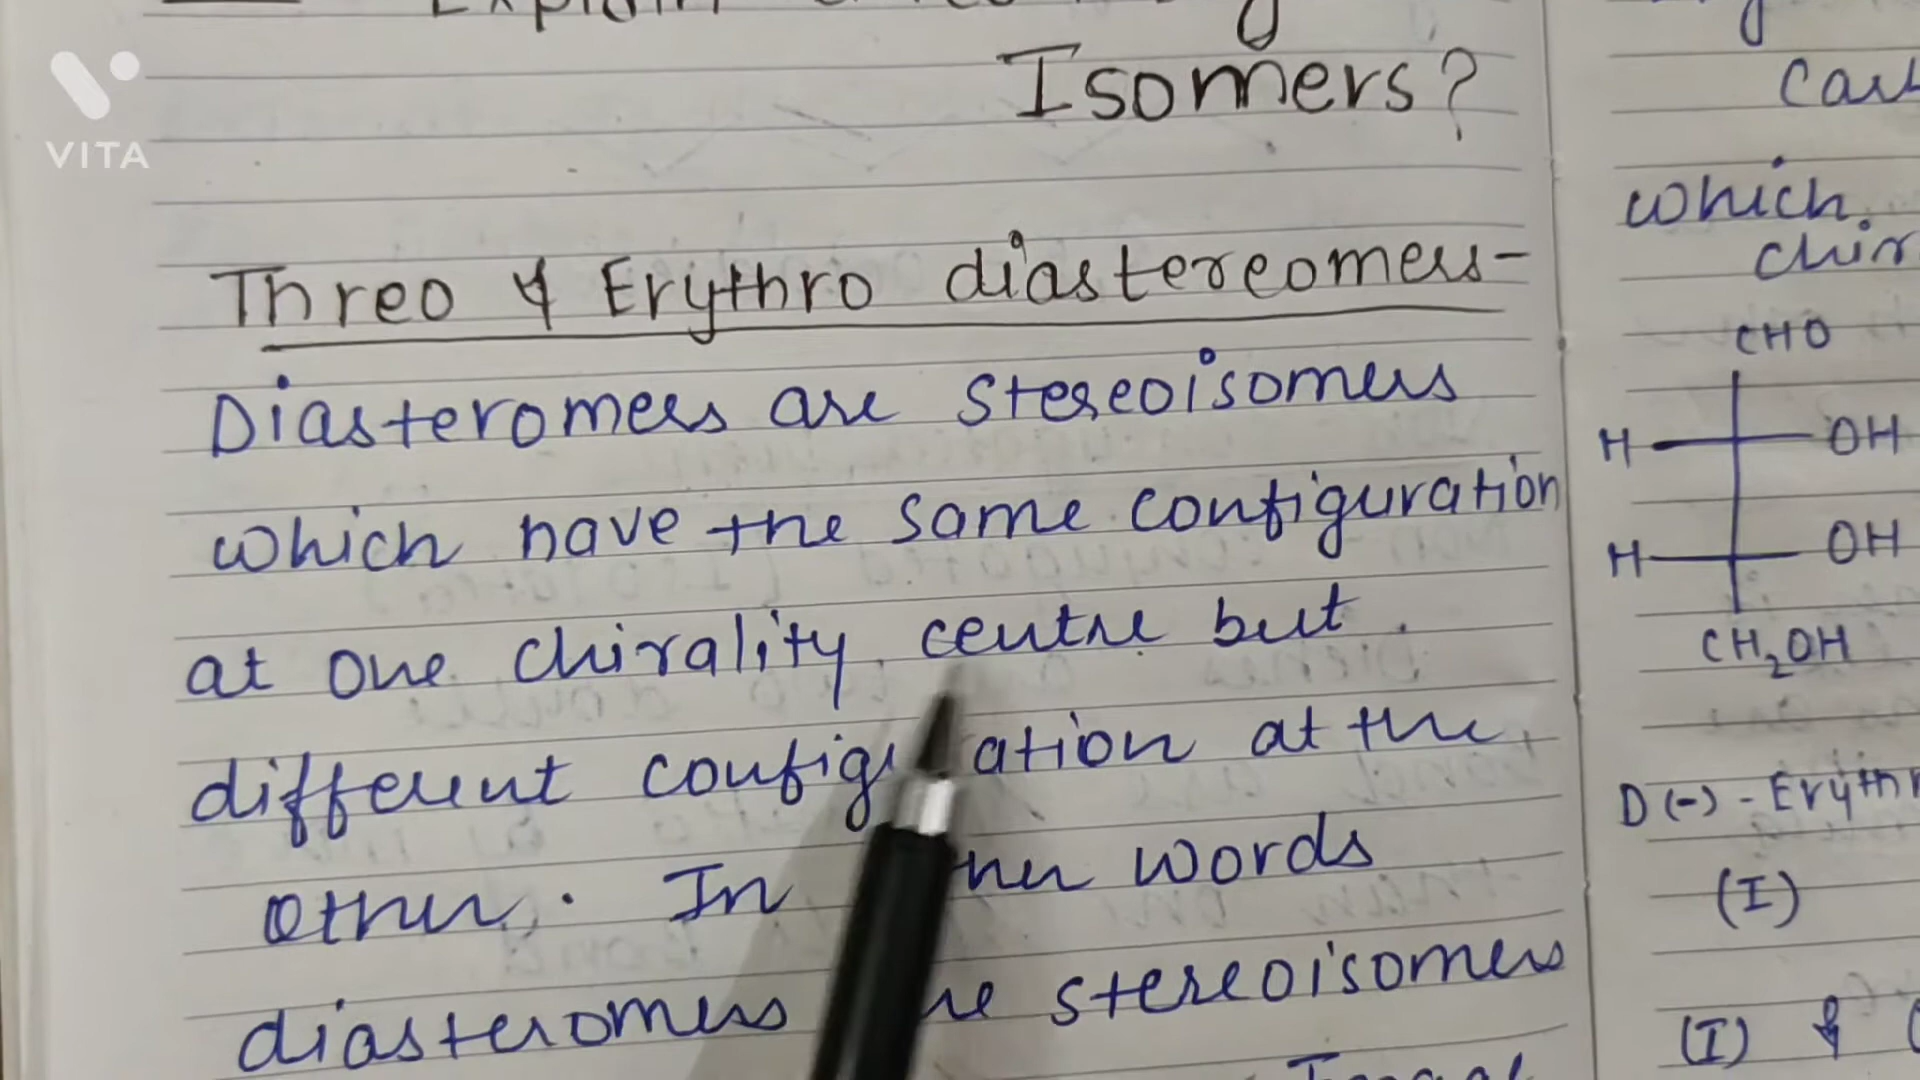 VITA
Explain
Isomers?
Threo & Erythro diastereomers-
Diasteromers are stereoisomers
which have the same configuration
at one chirality centre but
different configuration at the
other. In
words
diasteromers
stereoisomers
which
CHO
H OH
H OH
CH₂OH
D(-)-Eryth
(I)
(I) &